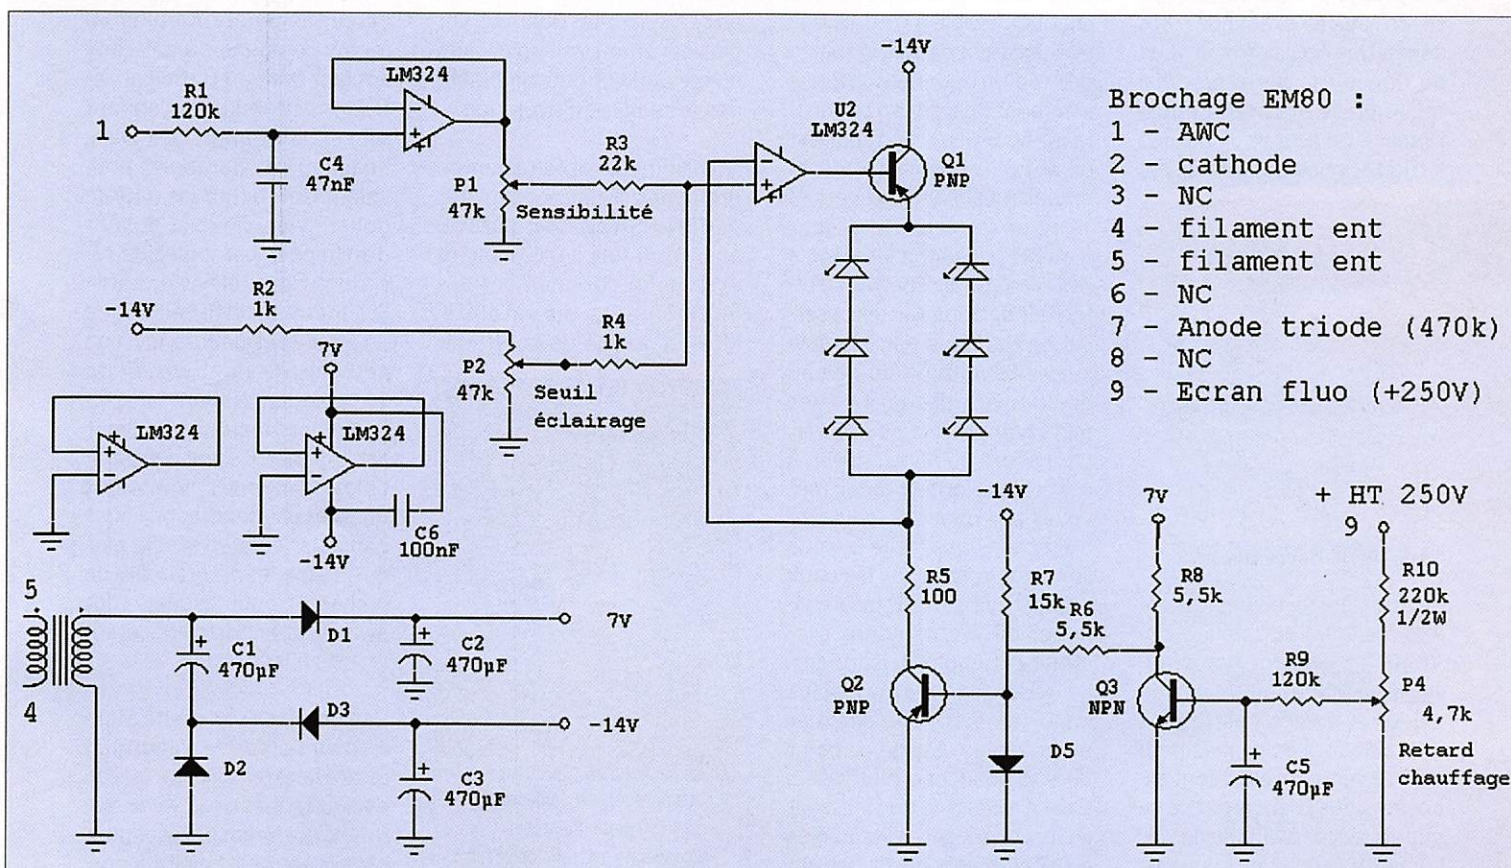 R1
120k
1
C4
47nF
LM324
P1
47k
Sensibilité
R3
22k
U2
LM324
-14V
Q1
PNP
Brochage EM80 :
1 - AWC
2 - cathode
3 - NC
4 - filament ent
5 - filament ent
6 - NC
7 - Anode triode (470k)
8 - NC
9 - Ecran fluo (+250V)
-14V
R2
1k
7V
P2
47k
Seuil
éclairage
R4
1k
LM324
LM324
C6
100nF
-14V
5
4
C1
470µF
D1
C2
470µF
7V
D2
D3
C3
470µF
-14V
R5
100
Q2
PNP
-14V
R7
15k
R6
5,5k
D5
7V
R8
5,5k
Q3
NPN
R9
120k
C5
470µF
+ HT 250V
9
R10
220k
1/2W
P4
4,7k
Retard
chauffage